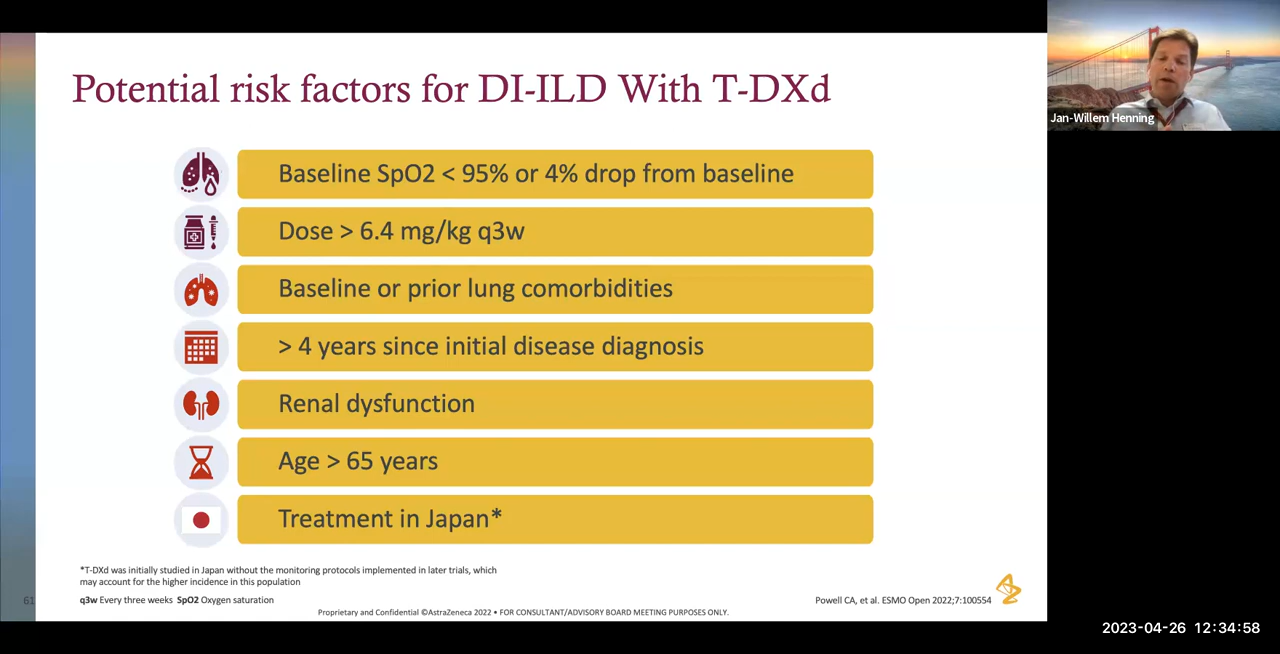 Potential risk factors for DI-ILD With T-DXd
Jan-Willem Henning
Baseline SpO2 < 95% or 4% drop from baseline
Dose > 6.4 mg/kg q3w
Baseline or prior lung comorbidities
> 4 years since initial disease diagnosis
Renal dysfunction
Age > 65 years
Treatment in Japan*
*T-DXd was initially studied in Japan without the monitoring protocols implemented in later trials, which
may account for the higher incidence in this population
61
q3w Every three weeks SpO2 Oxygen saturation
Powell CA, et al. ESMO Open 2022;7:100554
Proprietary and Confidential ©AstraZeneca 2022 • FOR CONSULTANT/ADVISORY BOARD MEETING PURPOSES ONLY.
2023-04-26 12:34:58